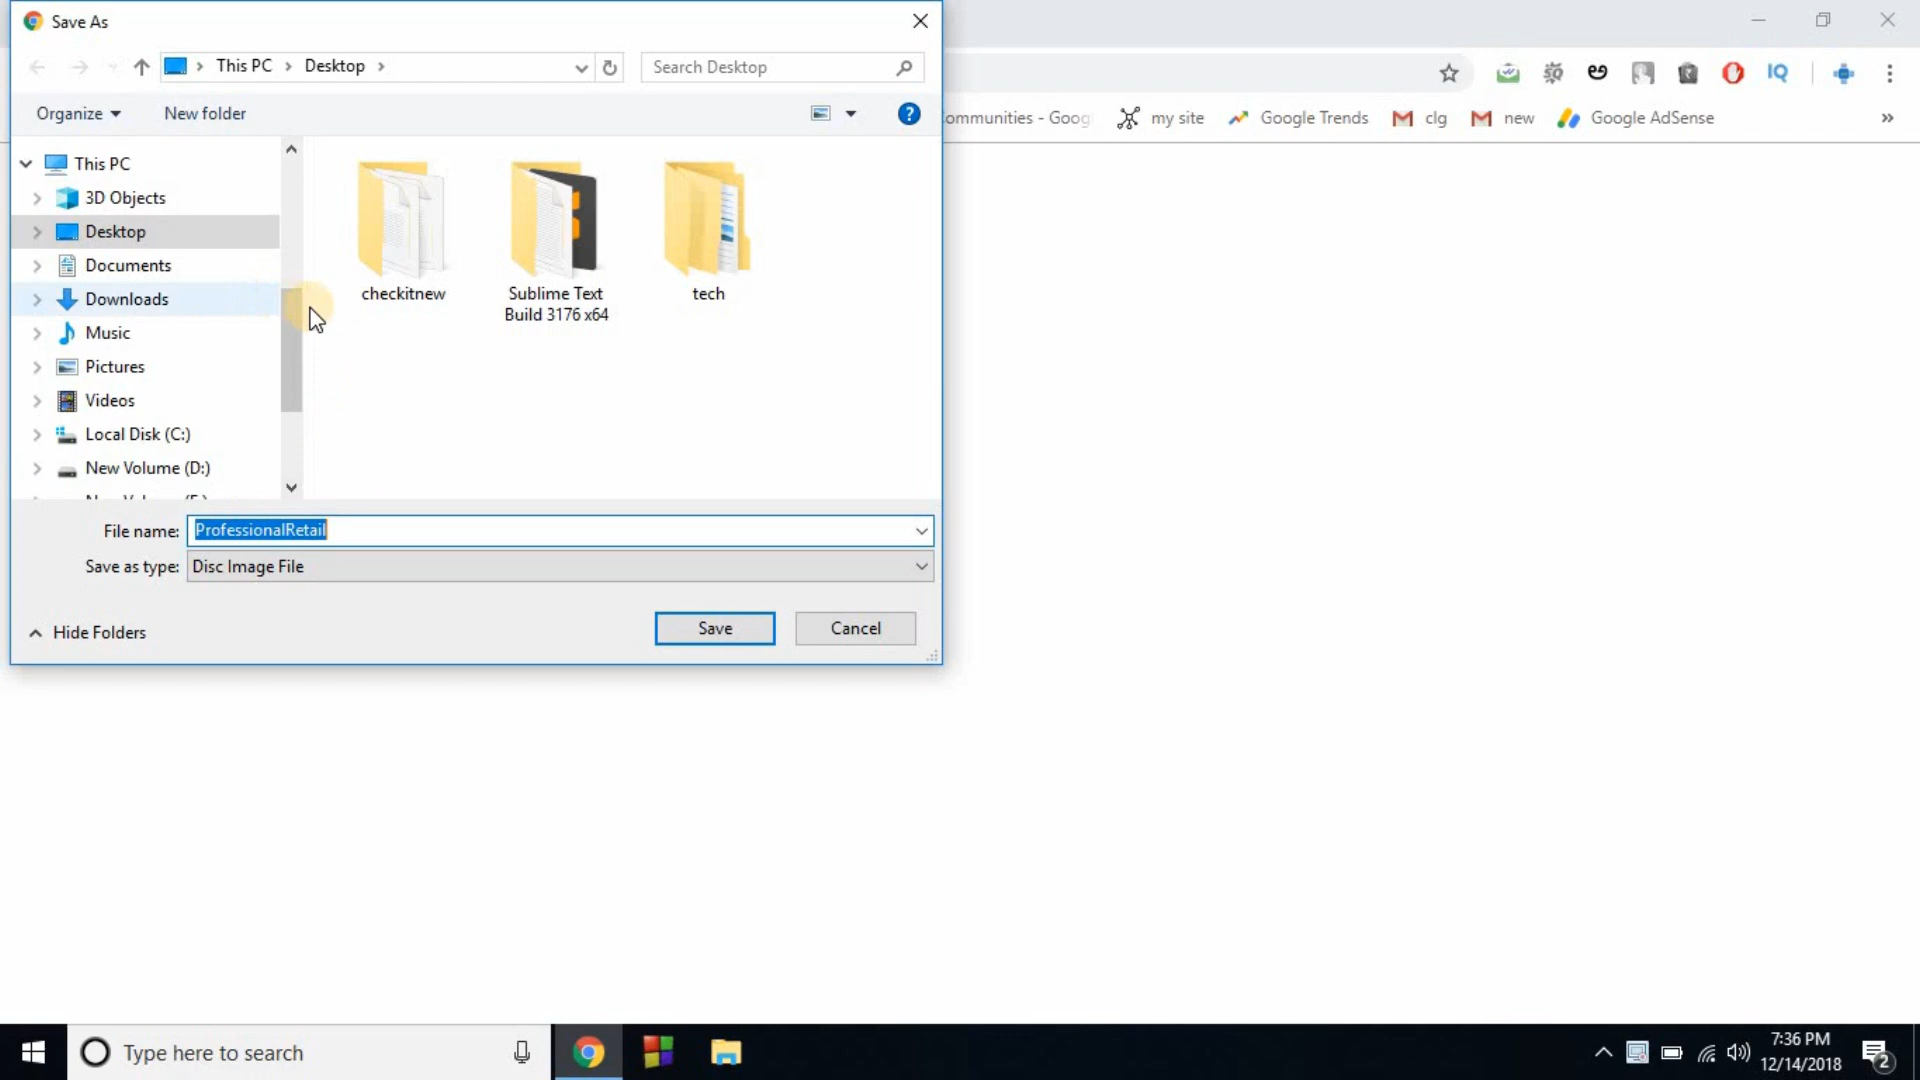 Save As
This PC
Desktop
Search Desktop
Organize
New folder
?
This PC
3D Objects
Desktop
Documents
Downloads
Music
Pictures
Videos
Local Disk (C:)
New Volume (D:)
checkitnew
Sublime Text
Build 3176 x64
tech
File name: ProfessionalRetail
Save as type: Disc Image File
Hide Folders
Save
Cancel
IQ
ommunities - Goog
my site
Google Trends
clg
new
Google AdSense
»
Type here to search
7:36 PM
12/14/2018
2